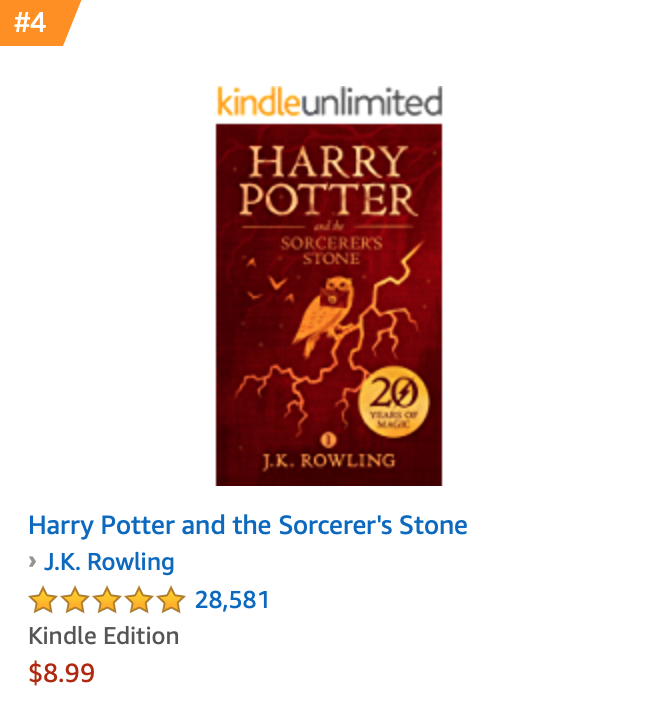 #4
kindleunlimited
HARRY
POTTER
and the
SORCERER'S
STONE
20
YEARS OF
MAGIC
1
J.K. ROWLING
Harry Potter and the Sorcerer's Stone
› J.K. Rowling
28,581
Kindle Edition
$8.99